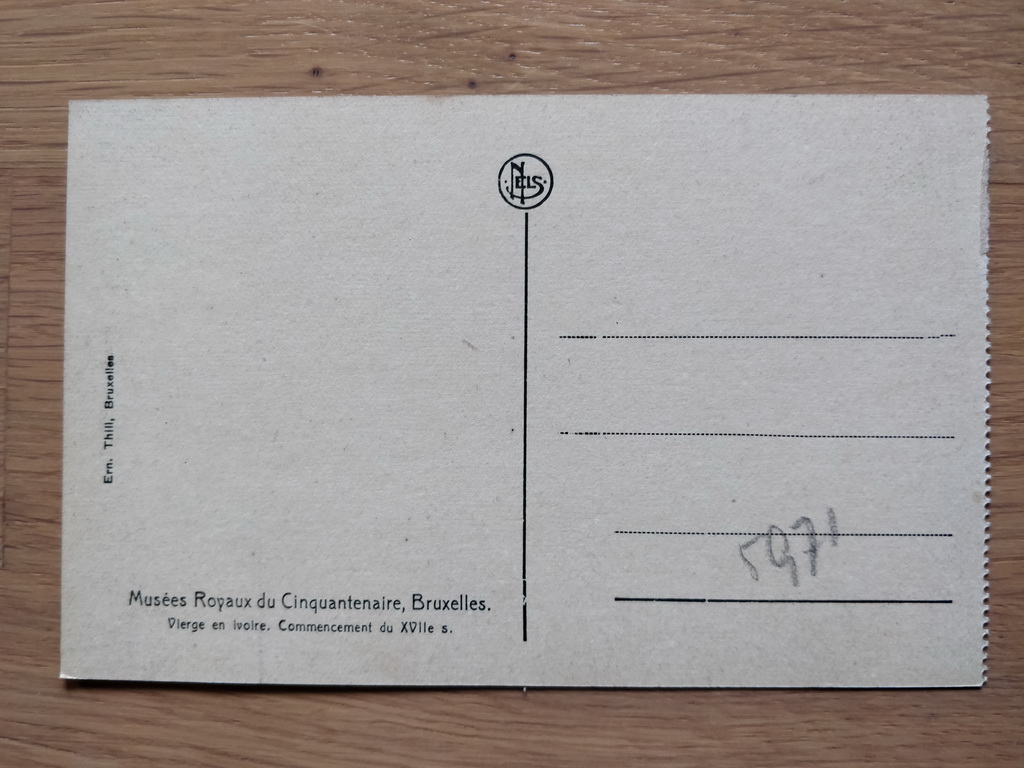 NELS
Ern. Thill, Bruxelles
Musées Royaux du Cinquantenaire, Bruxelles.
Vierge en ivoire. Commencement du XVIIe s.
5971